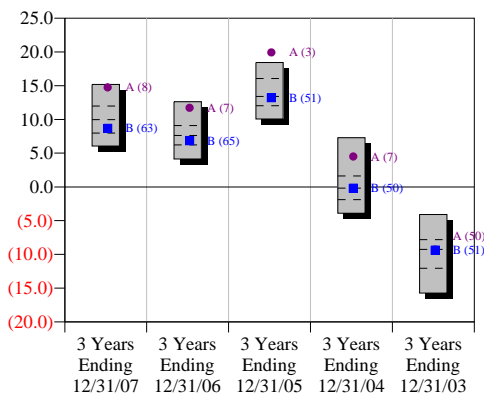 25.0
20.0
15.0
10.0
5.0
0.0
(5.0)
(10.0)
(15.0)
(20.0)
A (8)
B (63)
A (7)
B (65)
A (3)
B (51)
A (7)
B (50)
A (50)
B (51)
3 Years
Ending
12/31/07
3 Years
Ending
12/31/06
3 Years
Ending
12/31/05
3 Years
Ending
12/31/04
3 Years
Ending
12/31/03